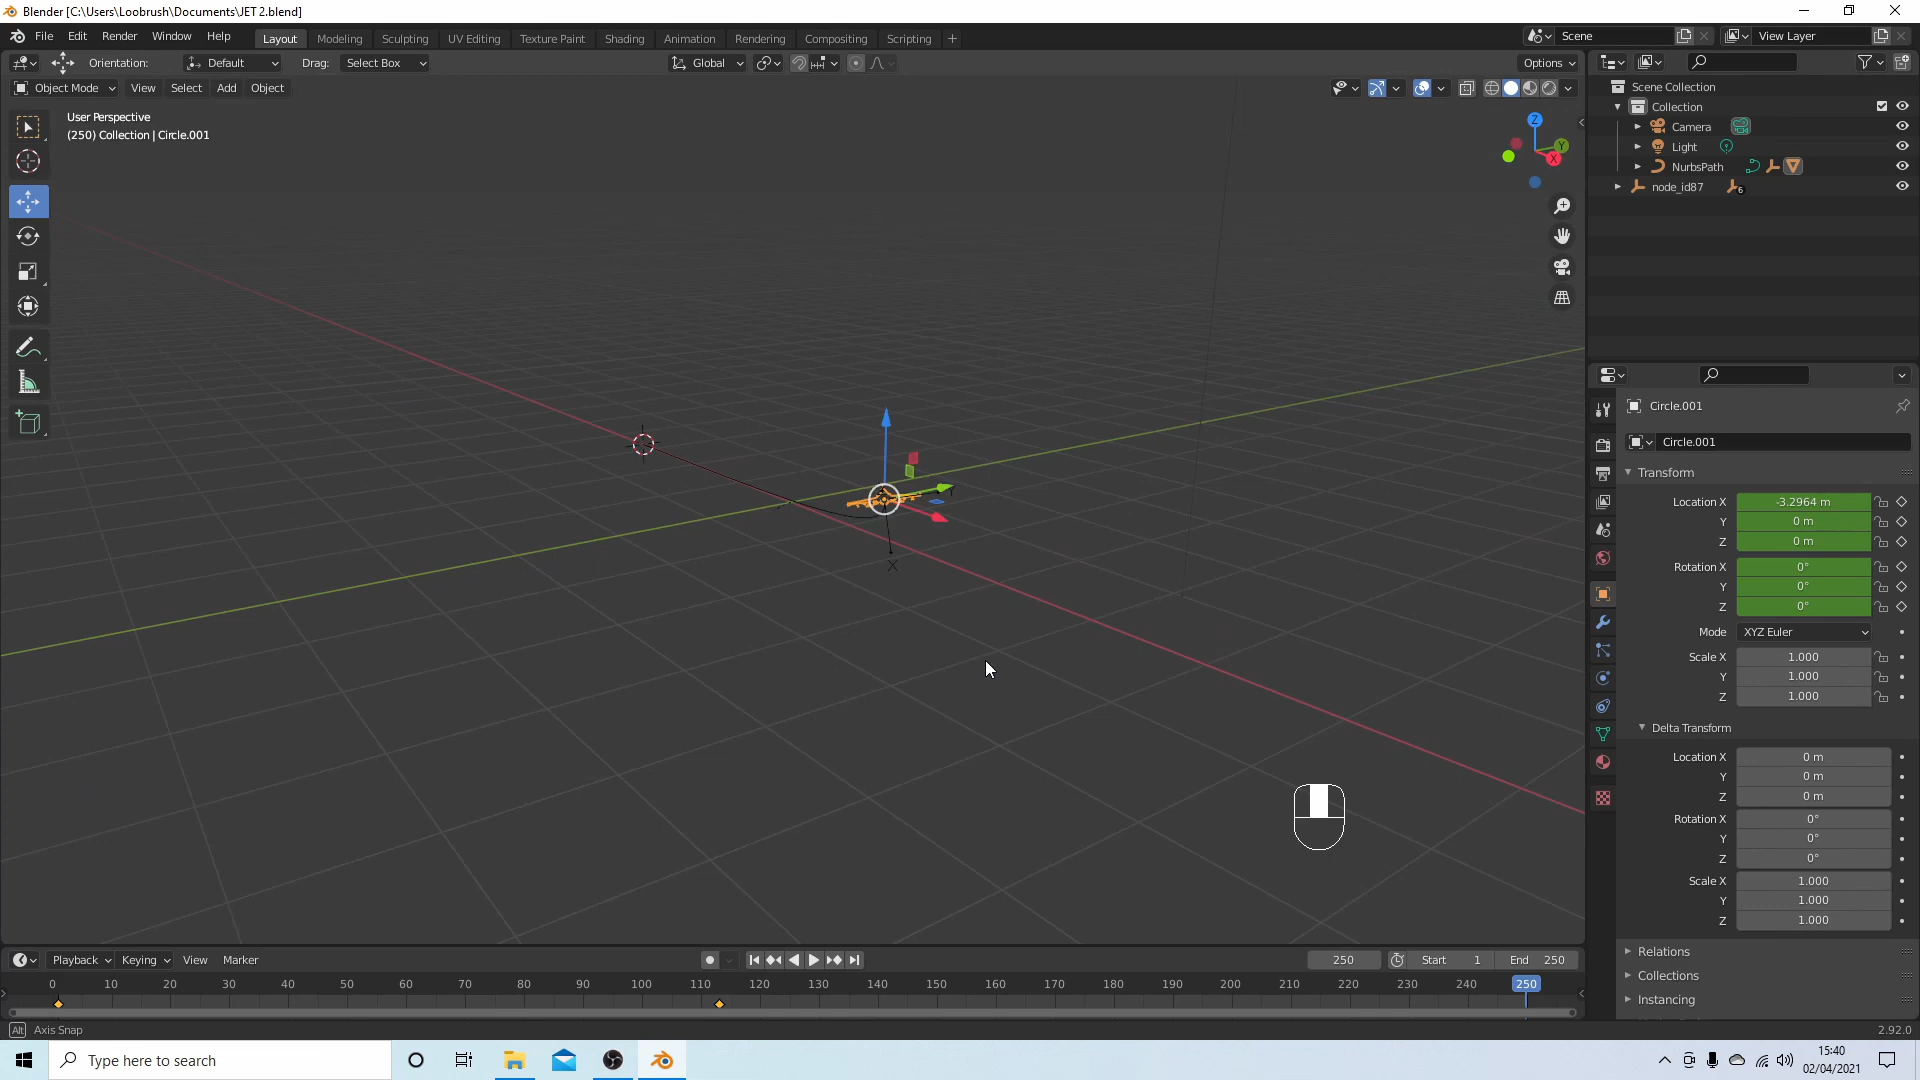 Blender [C:\Users\Loobrush\Documents\JET 2.blend]
File Edit Render Window Help
Layout Modeling Sculpting UV Editing Texture Paint Shading Animation Rendering Compositing Scripting +
Scene
View Layer
Orientation: Default Drag: Select Box
Global
Options
Object Mode View Select Add Object
User Perspective
(250) Collection | Circle.001
Z
Y
X
Y
X
Scene Collection
Collection
Camera
Light
NurbsPath
node_id87 6
Circle.001
Circle.001
Transform
Location X -3.2964 m
Y 0 m
Z 0 m
Rotation X 0°
Y 0°
Z 0°
Mode XYZ Euler
Scale X 1.000
Y 1.000
Z 1.000
Delta Transform
Location X 0 m
Y 0 m
Z 0 m
Rotation X 0°
Y 0°
Z 0°
Scale X 1.000
Y 1.000
Z 1.000
Relations
Collections
Instancing
Playback Keying View Marker
250 Start 1 End 250
0 10 20 30 40 50 60 70 80 90 100 110 120 130 140 150 160 170 180 190 200 210 220 230 240 250
Alt Axis Snap
2.92.0
Type here to search
15:40
02/04/2021